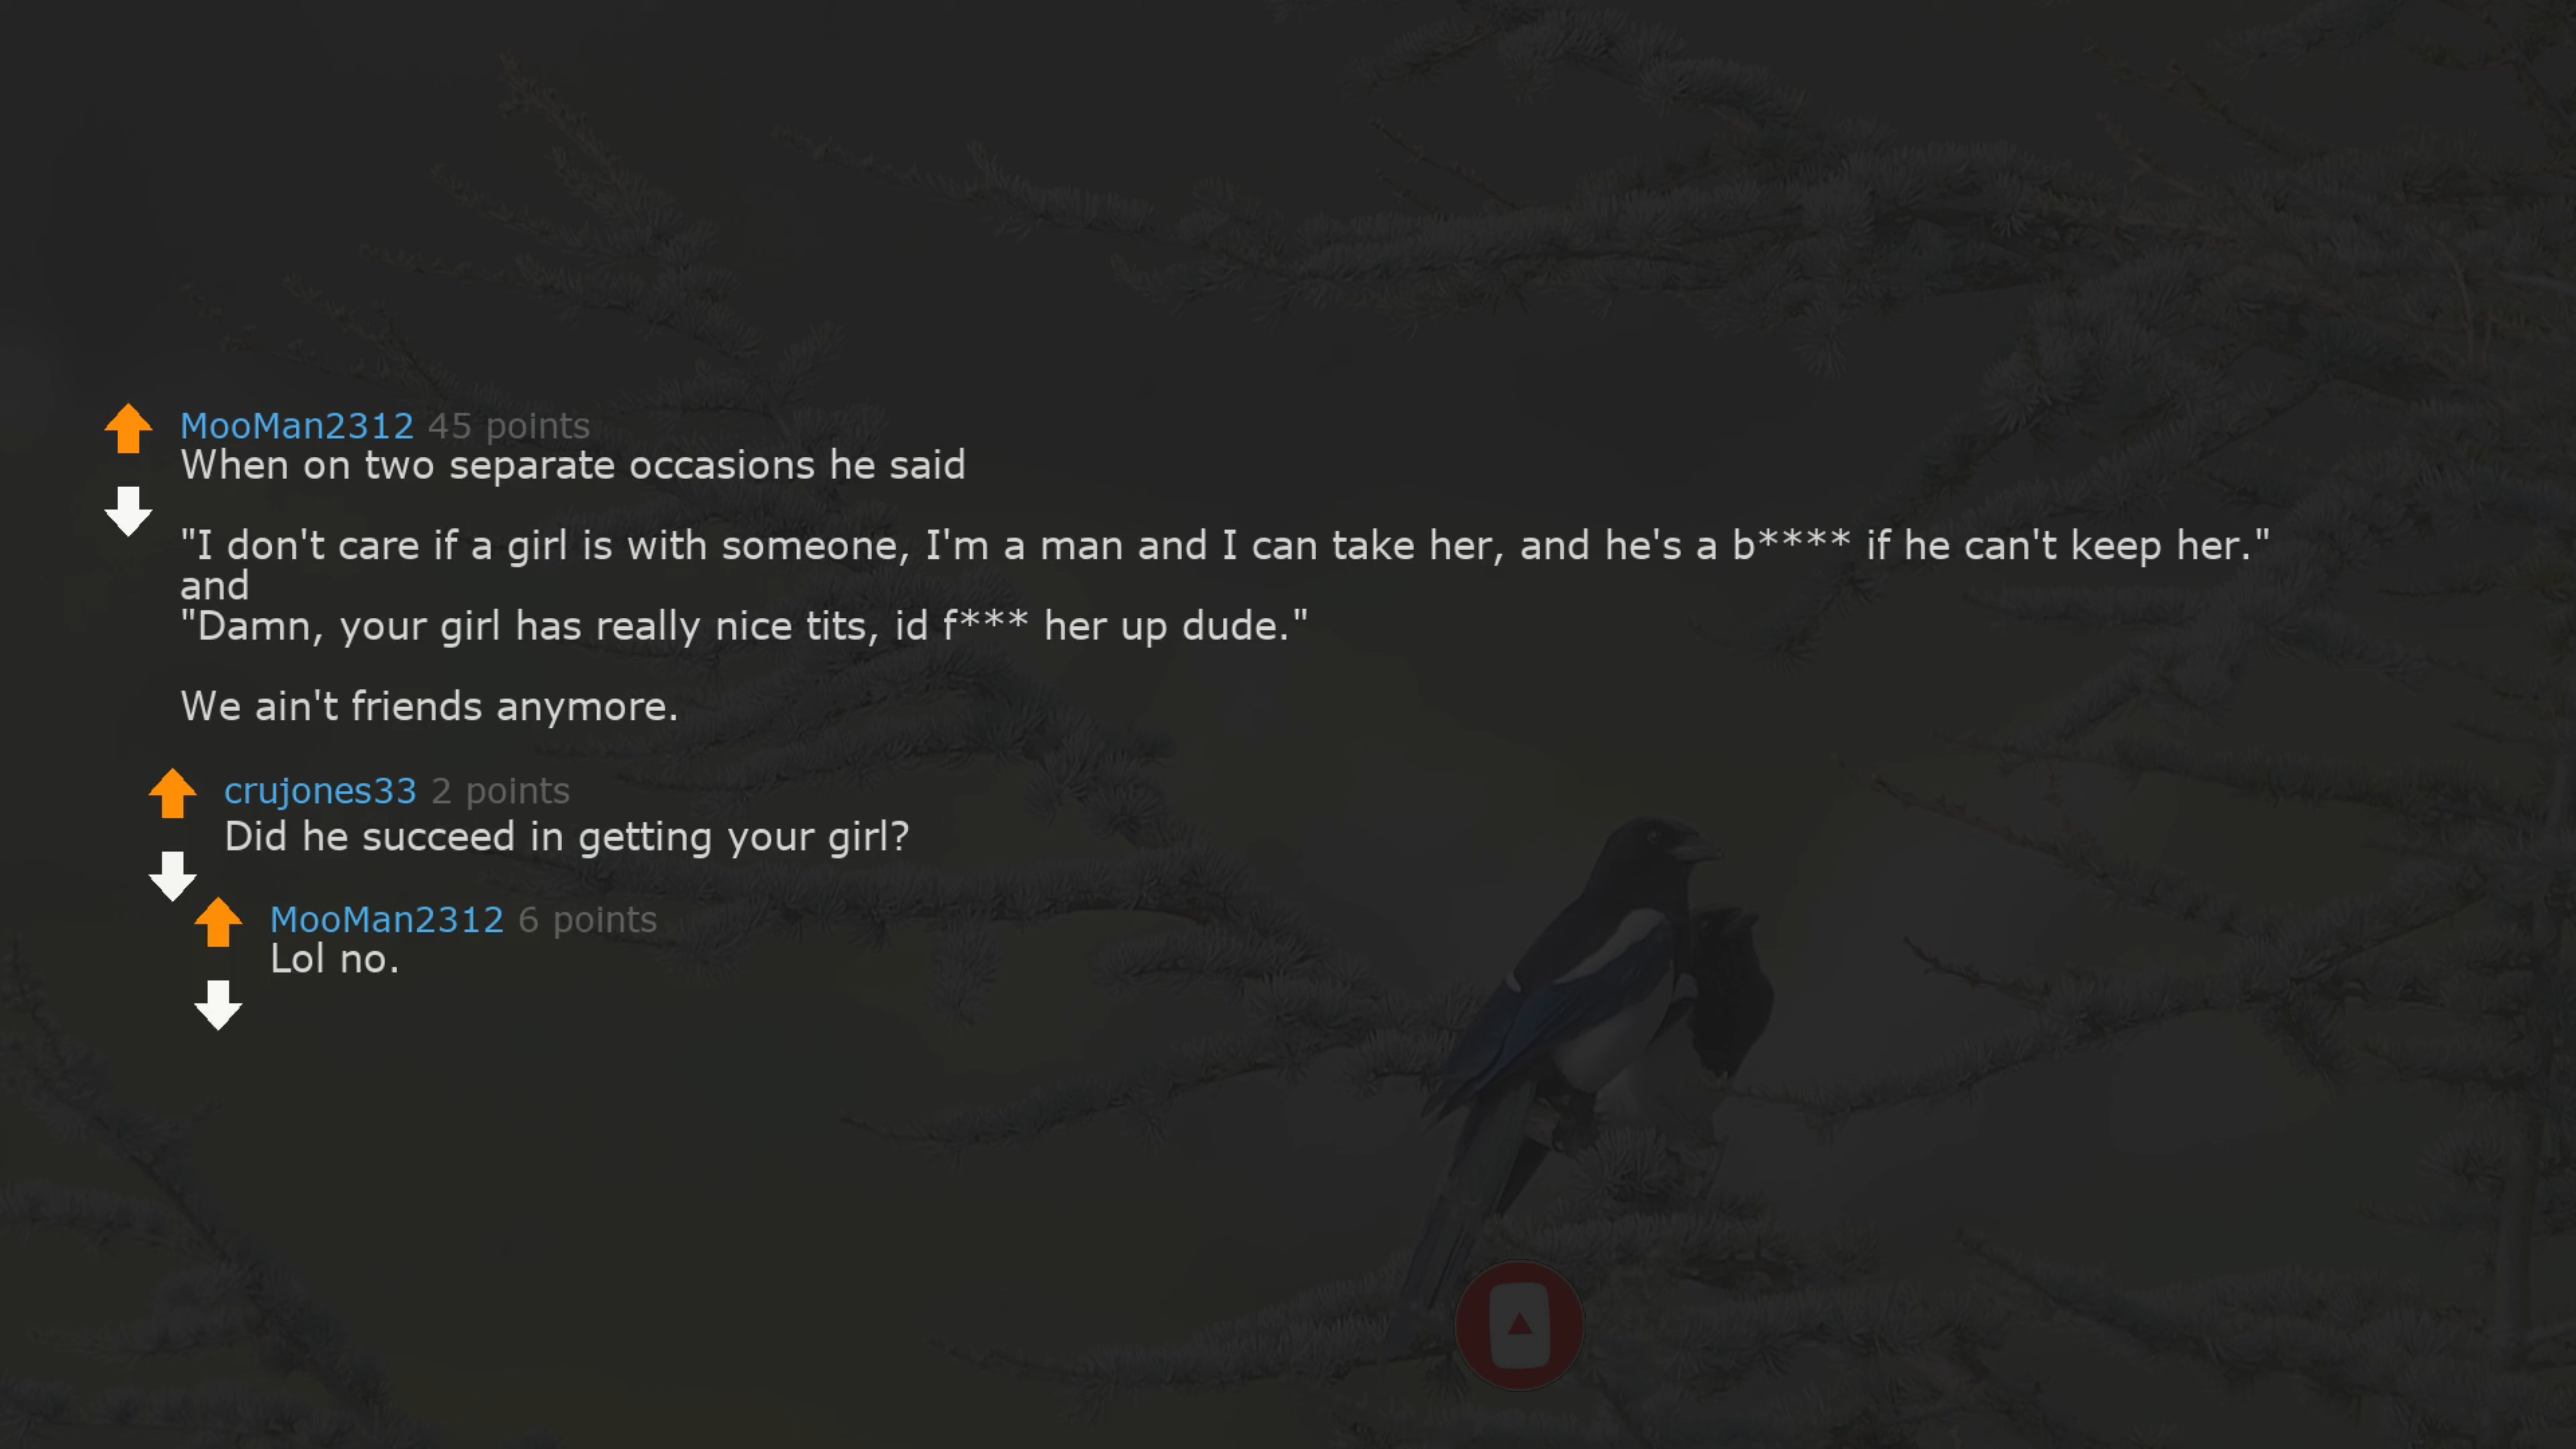 MooMan2312 45 points
When on two separate occasions he said
"I don't care if a girl is with someone, I'm a man and I can take her, and he's a b**** if he can't keep her."
and
"Damn, your girl has really nice tits, id f*** her up dude."
We ain't friends anymore.
crujones33 2 points
Did he succeed in getting your girl?
MooMan2312 6 points
Lol no.